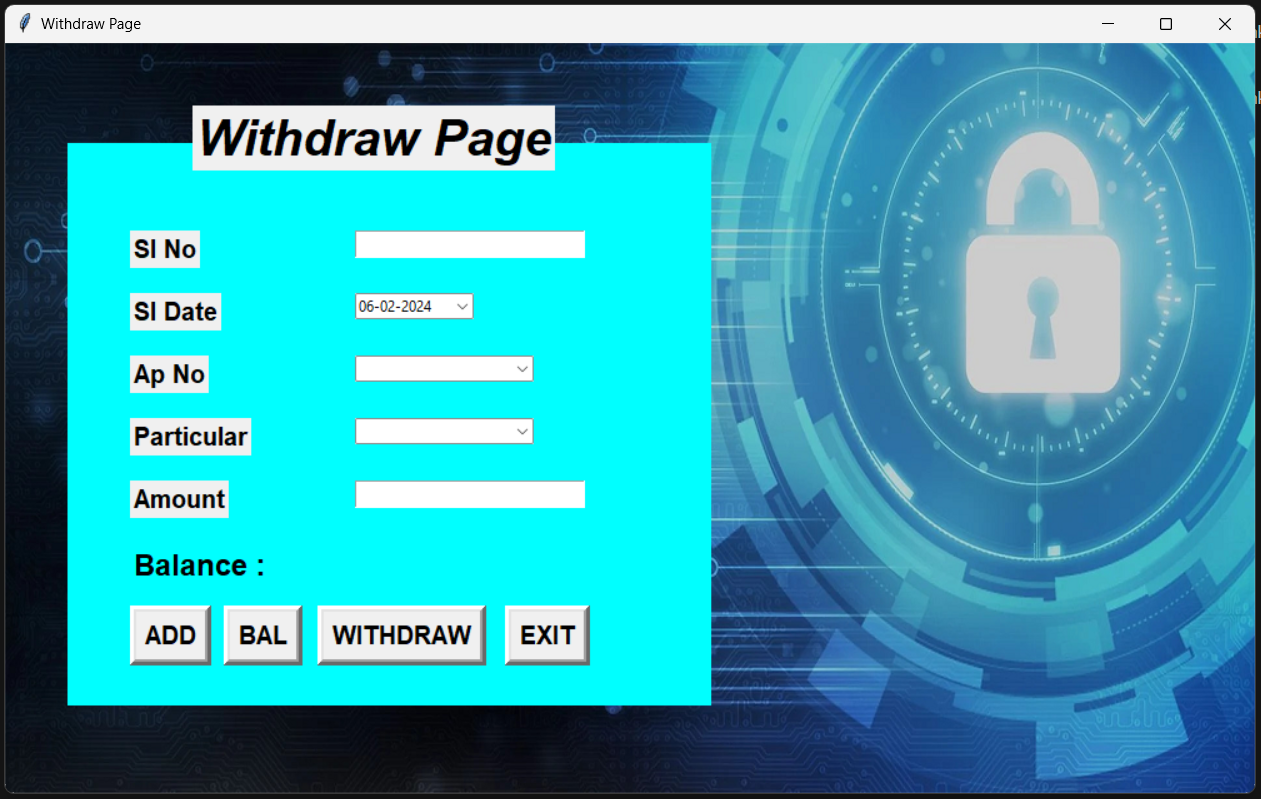 Withdraw Page
Withdraw Page
Sl No
Sl Date
06-02-2024
Ap No
Particular
Amount
Balance :
ADD BAL WITHDRAW EXIT